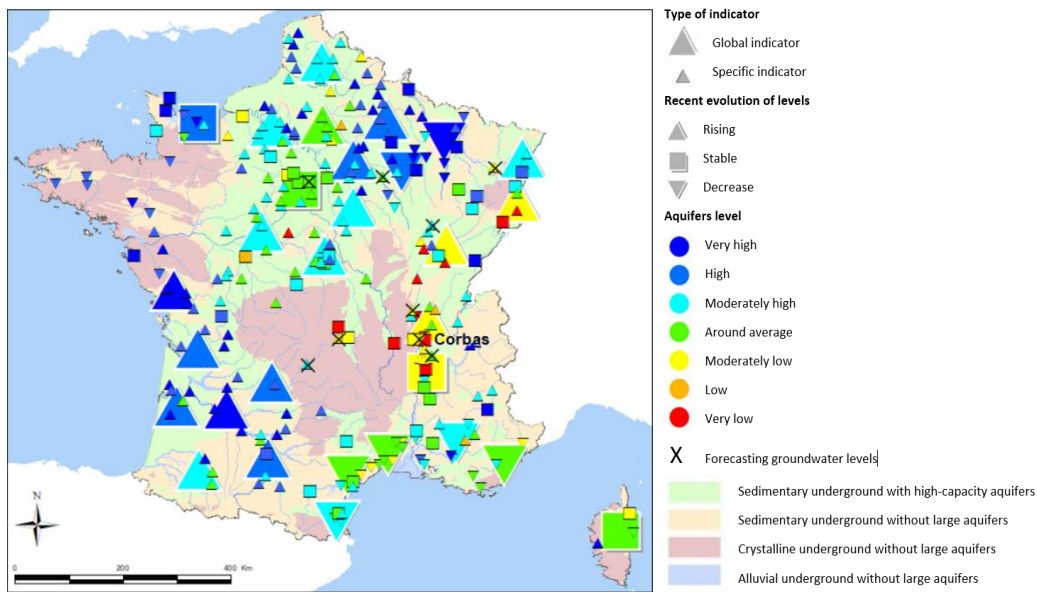 Corbas
N
0 200 400 Km
Type of indicator
Global indicator
Specific indicator
Recent evolution of levels
Rising
Stable
Decrease
Aquifers level
Very high
High
Moderately high
Around average
Moderately low
Low
Very low
X Forecasting groundwater levels
Sedimentary underground with high-capacity aquifers
Sedimentary underground without large aquifers
Crystalline underground without large aquifers
Alluvial underground without large aquifers